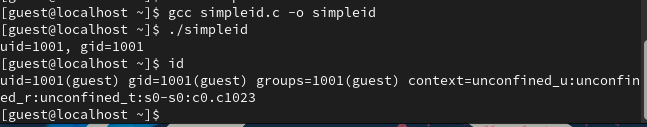 [guest@localhost ~]$ gcc simpleid.c -o simpleid
[guest@localhost ~]$ ./simpleid
uid=1001, gid=1001
[guest@localhost ~]$ id
uid=1001(guest) gid=1001(guest) groups=1001(guest) context=unconfined_u:unconfin
ed_r:unconfined_t:s0-s0:c0.c1023
[guest@localhost ~]$